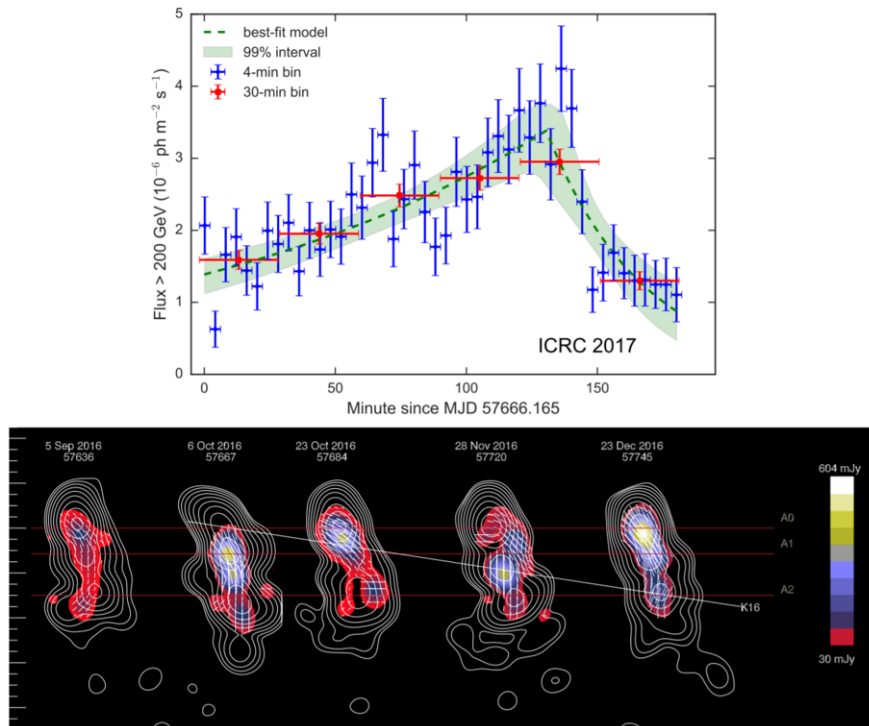 5
4
3
2
1
0
Flux > 200 GeV (10⁻⁶ ph m⁻² s⁻¹)
best-fit model
99% interval
4-min bin
30-min bin
ICRC 2017
0 50 100 150
Minute since MJD 57666.165
5 Sep 2016 6 Oct 2016 23 Oct 2016 28 Nov 2016 23 Dec 2016
57636 57667 57684 57720 57745
604 mJy
A0
A1
A2
K16
30 mJy